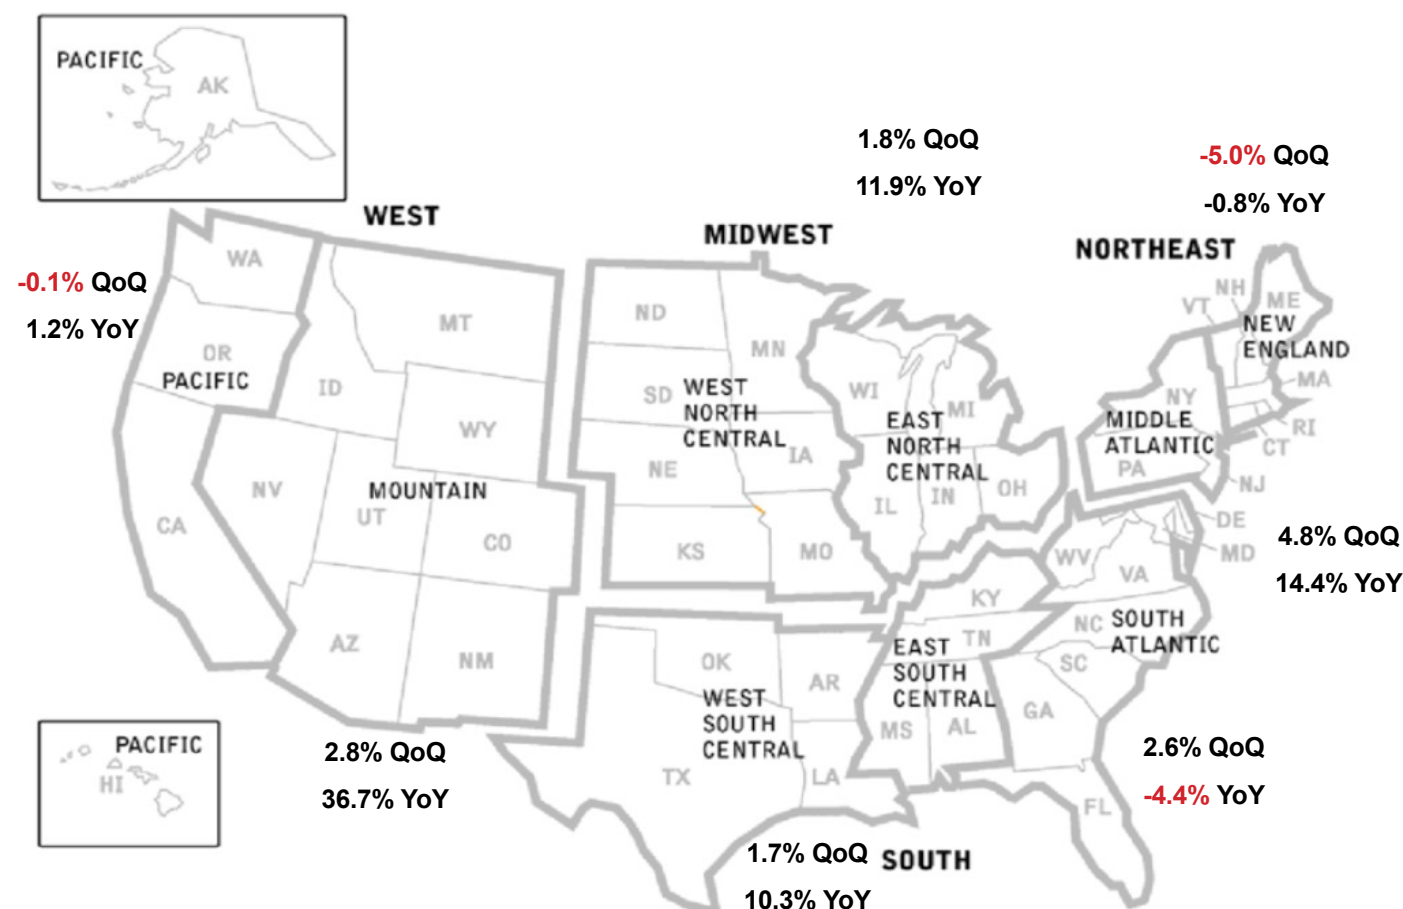 PACIFIC
AK
1.8% QoQ
11.9% YoY
-5.0% QoQ
-0.8% YoY
WEST
MIDWEST
NORTHEAST
-0.1% QoQ
1.2% YoY
WA
OR
PACIFIC
CA
MT
ID
WY
NV
MOUNTAIN
UT
CO
AZ
NM
ND
MN
SD
WEST
NORTH
CENTRAL
NE
IA
KS
MO
WI
MI
EAST
NORTH
CENTRAL
IL
IN
OH
NH
VT
ME
NEW
ENGLAND
MA
NY
MIDDLE
ATLANTIC
RI
CT
PA
NJ
DE
MD
4.8% QoQ
14.4% YoY
WV
VA
KY
NC
SOUTH
ATLANTIC
TN
SC
EAST
SOUTH
CENTRAL
MS
AL
GA
FL
OK
AR
WEST
SOUTH
CENTRAL
TX
LA
PACIFIC
HI
2.8% QoQ
36.7% YoY
2.6% QoQ
-4.4% YoY
1.7% QoQ
10.3% YoY
SOUTH